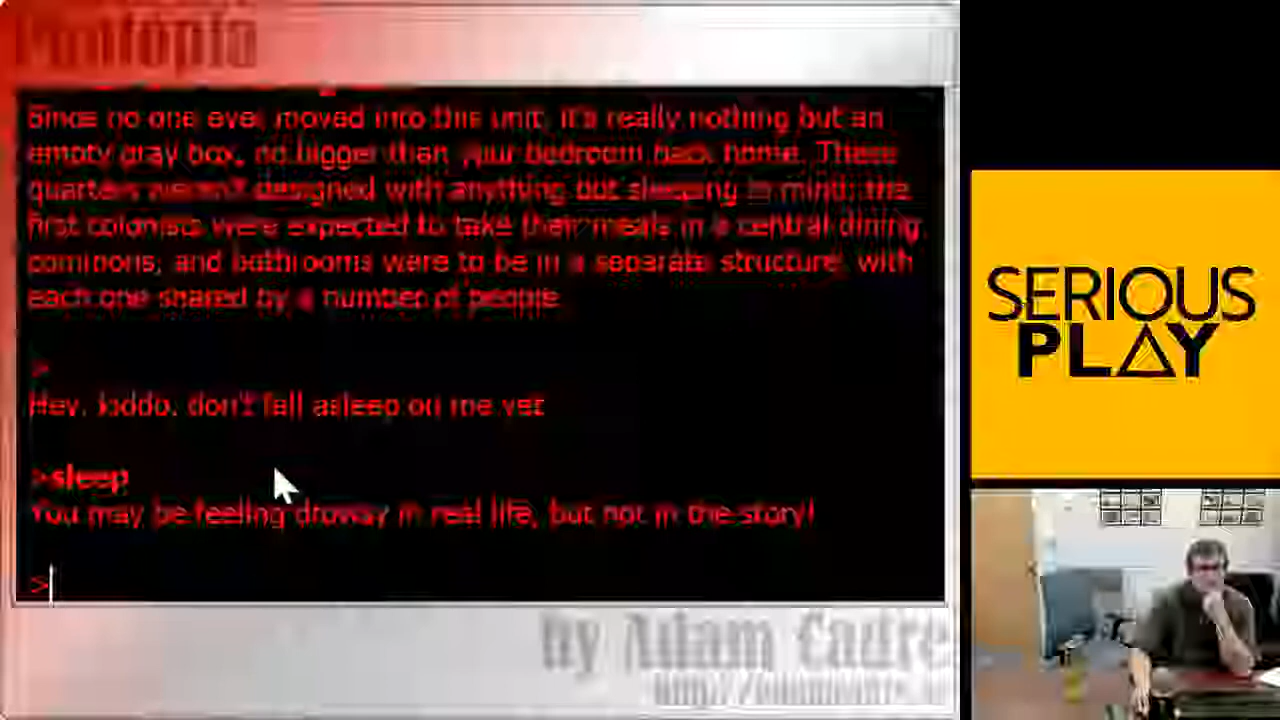 Photopia
Since no one ever moved into this unit, it's really nothing but an
empty gray box, no bigger than your bedroom back home. These
quarters weren't designed with anything but sleeping in mind; the
first colonists were expected to take their meals in a central dining
commons, and bathrooms were to be in a separate structure, with
each one shared by a number of people.
>
Hey, kiddo, don't fall asleep on me yet.
>sleep
You may be feeling drowsy in real life, but not in the story!
>
by Adam Cadre
SERIOUS
PLAY